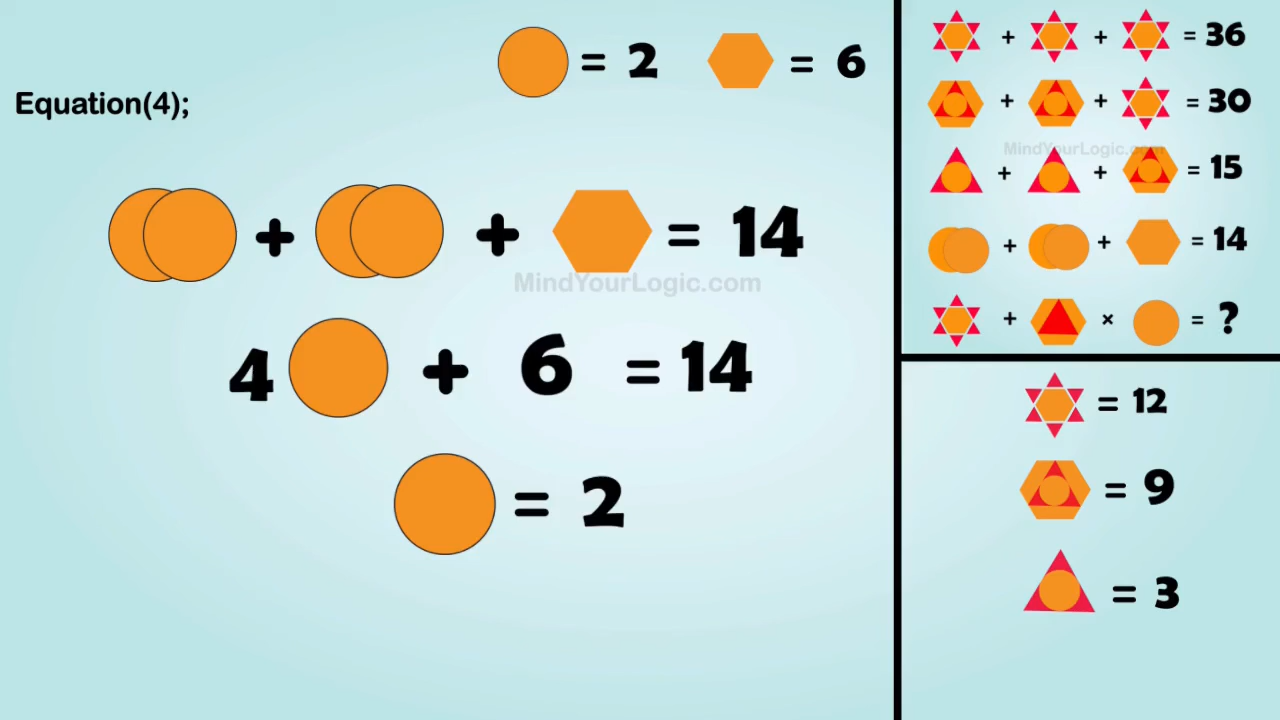 = 2 = 6
Equation(4);
+ + = 14
MindYourLogic.com
4 + 6 = 14
= 2
+ + = 36
+ + = 30
MindYourLogic.com
+ + = 15
+ + = 14
+ × = ?
= 12
= 9
= 3